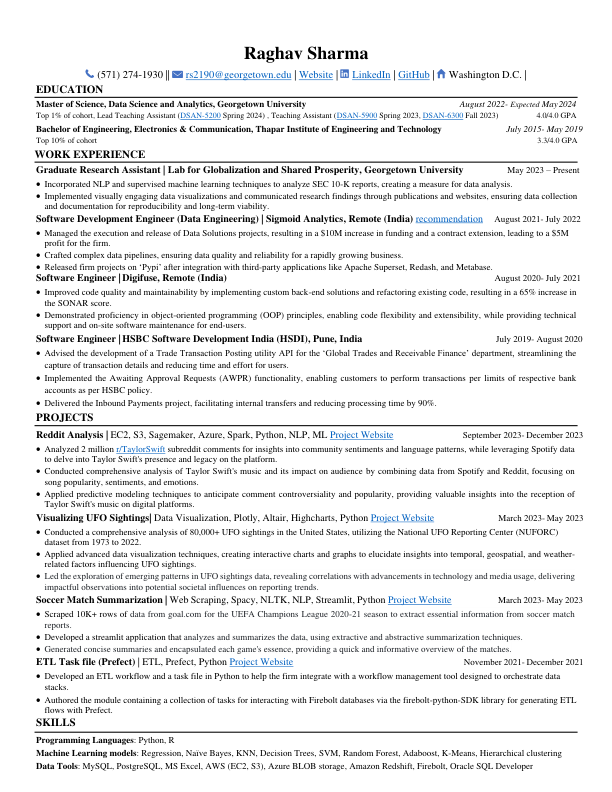 Raghav Sharma
(571) 274-1930 || rs2190@georgetown.edu | Website | LinkedIn | GitHub | Washington D.C. |
EDUCATION
Master of Science, Data Science and Analytics, Georgetown University August 2022- Expected May 2024
Top 1% of cohort, Lead Teaching Assistant (DSAN-5200 Spring 2024) , Teaching Assistant (DSAN-5900 Spring 2023, DSAN-6300 Fall 2023) 4.0/4.0 GPA
Bachelor of Engineering, Electronics & Communication, Thapar Institute of Engineering and Technology July 2015- May 2019
Top 10% of cohort 3.3/4.0 GPA
WORK EXPERIENCE
Graduate Research Assistant | Lab for Globalization and Shared Prosperity, Georgetown University May 2023 – Present
• Incorporated NLP and supervised machine learning techniques to analyze SEC 10-K reports, creating a measure for data analysis.
• Implemented visually engaging data visualizations and communicated research findings through publications and websites, ensuring data collection
and documentation for reproducibility and long-term viability.
Software Development Engineer (Data Engineering) | Sigmoid Analytics, Remote (India) recommendation August 2021- July 2022
• Managed the execution and release of Data Solutions projects, resulting in a $10M increase in funding and a contract extension, leading to a $5M
profit for the firm.
• Crafted complex data pipelines, ensuring data quality and reliability for a rapidly growing business.
• Released firm projects on ‘Pypi’ after integration with third-party applications like Apache Superset, Redash, and Metabase.
Software Engineer | Digifuse, Remote (India) August 2020- July 2021
• Improved code quality and maintainability by implementing custom back-end solutions and refactoring existing code, resulting in a 65% increase in
the SONAR score.
• Demonstrated proficiency in object-oriented programming (OOP) principles, enabling code flexibility and extensibility, while providing technical
support and on-site software maintenance for end-users.
Software Engineer | HSBC Software Development India (HSDI), Pune, India July 2019- August 2020
• Advised the development of a Trade Transaction Posting utility API for the ‘Global Trades and Receivable Finance’ department, streamlining the
capture of transaction details and reducing time and effort for users.
• Implemented the Awaiting Approval Requests (AWPR) functionality, enabling customers to perform transactions per limits of respective bank
accounts as per HSBC policy.
• Delivered the Inbound Payments project, facilitating internal transfers and reducing processing time by 90%.
PROJECTS
Reddit Analysis | EC2, S3, Sagemaker, Azure, Spark, Python, NLP, ML Project Website September 2023- December 2023
• Analyzed 2 million r/TaylorSwift subreddit comments for insights into community sentiments and language patterns, while leveraging Spotify data
to delve into Taylor Swift's presence and legacy on the platform.
• Conducted comprehensive analysis of Taylor Swift's music and its impact on audience by combining data from Spotify and Reddit, focusing on
song popularity, sentiments, and emotions.
• Applied predictive modeling techniques to anticipate comment controversiality and popularity, providing valuable insights into the reception of
Taylor Swift's music on digital platforms.
Visualizing UFO Sightings| Data Visualization, Plotly, Altair, Highcharts, Python Project Website March 2023- May 2023
• Conducted a comprehensive analysis of 80,000+ UFO sightings in the United States, utilizing the National UFO Reporting Center (NUFORC)
dataset from 1973 to 2022.
• Applied advanced data visualization techniques, creating interactive charts and graphs to elucidate insights into temporal, geospatial, and weather-
related factors influencing UFO sightings.
• Led the exploration of emerging patterns in UFO sightings data, revealing correlations with advancements in technology and media usage, delivering
impactful observations into potential societal influences on reporting trends.
Soccer Match Summarization | Web Scraping, Spacy, NLTK, NLP, Streamlit, Python Project Website March 2023- May 2023
• Scraped 10K+ rows of data from goal.com for the UEFA Champions League 2020-21 season to extract essential information from soccer match
reports.
• Developed a streamlit application that analyzes and summarizes the data, using extractive and abstractive summarization techniques.
• Generated concise summaries and encapsulated each game's essence, providing a quick and informative overview of the matches.
ETL Task file (Prefect) | ETL, Prefect, Python Project Website November 2021- December 2021
• Developed an ETL workflow and a task file in Python to help the firm integrate with a workflow management tool designed to orchestrate data
stacks.
• Authored the module containing a collection of tasks for interacting with Firebolt databases via the firebolt-python-SDK library for generating ETL
flows with Prefect.
SKILLS
Programming Languages: Python, R
Machine Learning models: Regression, Naïve Bayes, KNN, Decision Trees, SVM, Random Forest, Adaboost, K-Means, Hierarchical clustering
Data Tools: MySQL, PostgreSQL, MS Excel, AWS (EC2, S3), Azure BLOB storage, Amazon Redshift, Firebolt, Oracle SQL Developer